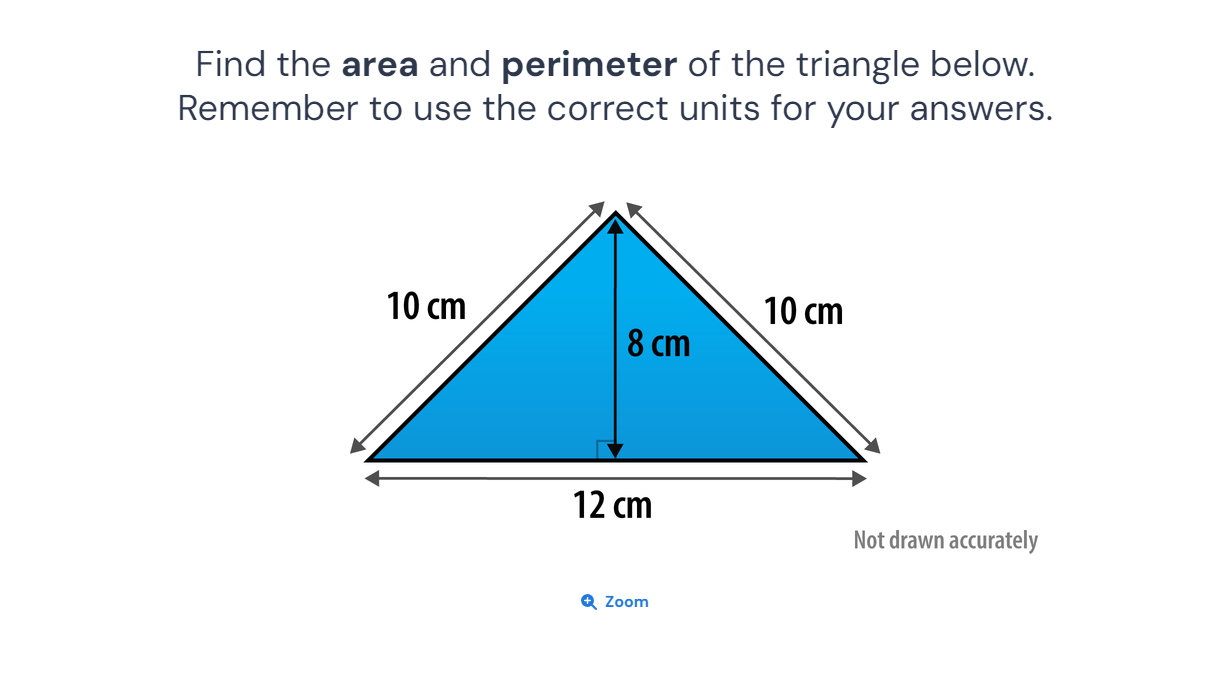 Find the area and perimeter of the triangle below.
Remember to use the correct units for your answers.
10 cm
10 cm
8 cm
12 cm
Not drawn accurately
Zoom